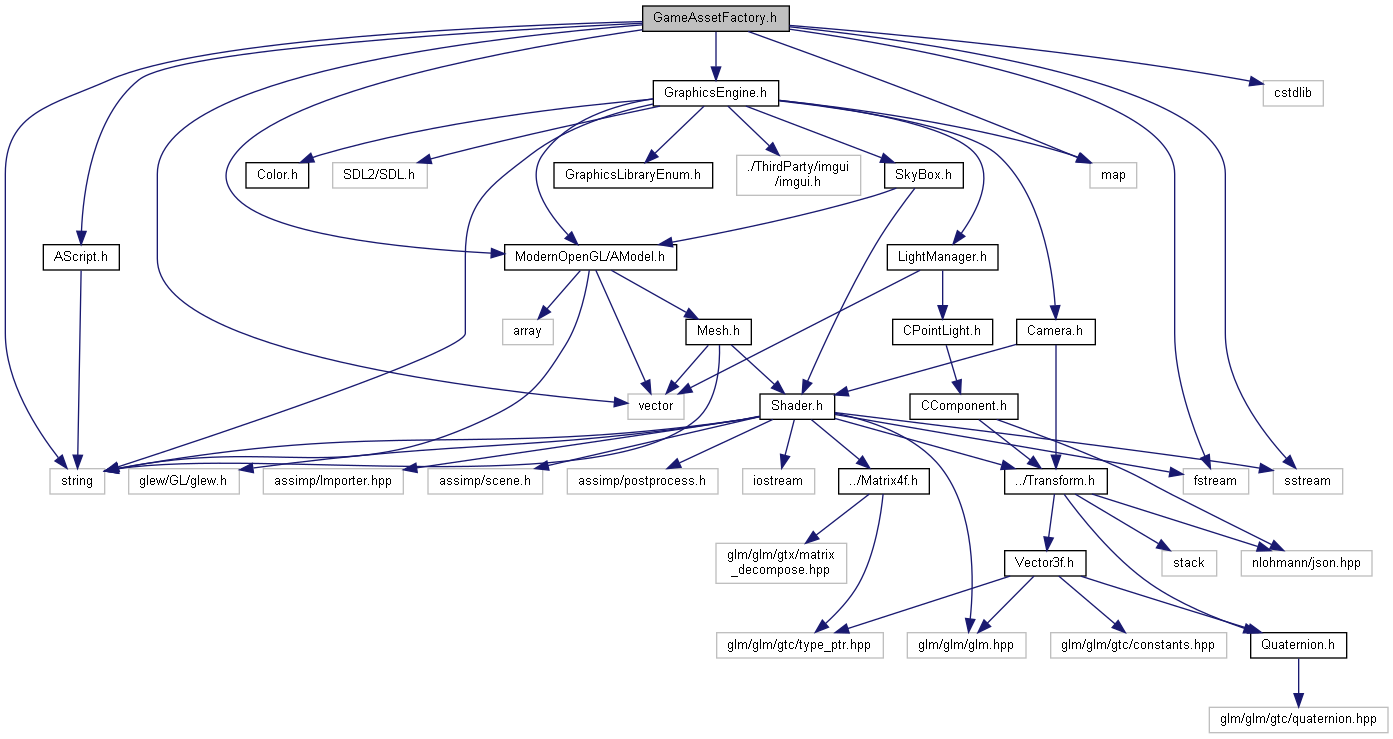 GameAssetFactory.h
GraphicsEngine.h
cstdlib
Color.h
SDL2/SDL.h
GraphicsLibraryEnum.h
./ThirdParty/imgui
/imgui.h
SkyBox.h
map
AScript.h
ModernOpenGL/AModel.h
LightManager.h
array
Mesh.h
CPointLight.h
Camera.h
vector
Shader.h
CComponent.h
string
glew/GL/glew.h
assimp/Importer.hpp
assimp/scene.h
assimp/postprocess.h
iostream
../Matrix4f.h
../Transform.h
fstream
sstream
glm/glm/gtx/matrix
_decompose.hpp
Vector3f.h
stack
nlohmann/json.hpp
glm/glm/gtc/type_ptr.hpp
glm/glm/glm.hpp
glm/glm/gtc/constants.hpp
Quaternion.h
glm/glm/gtc/quaternion.hpp